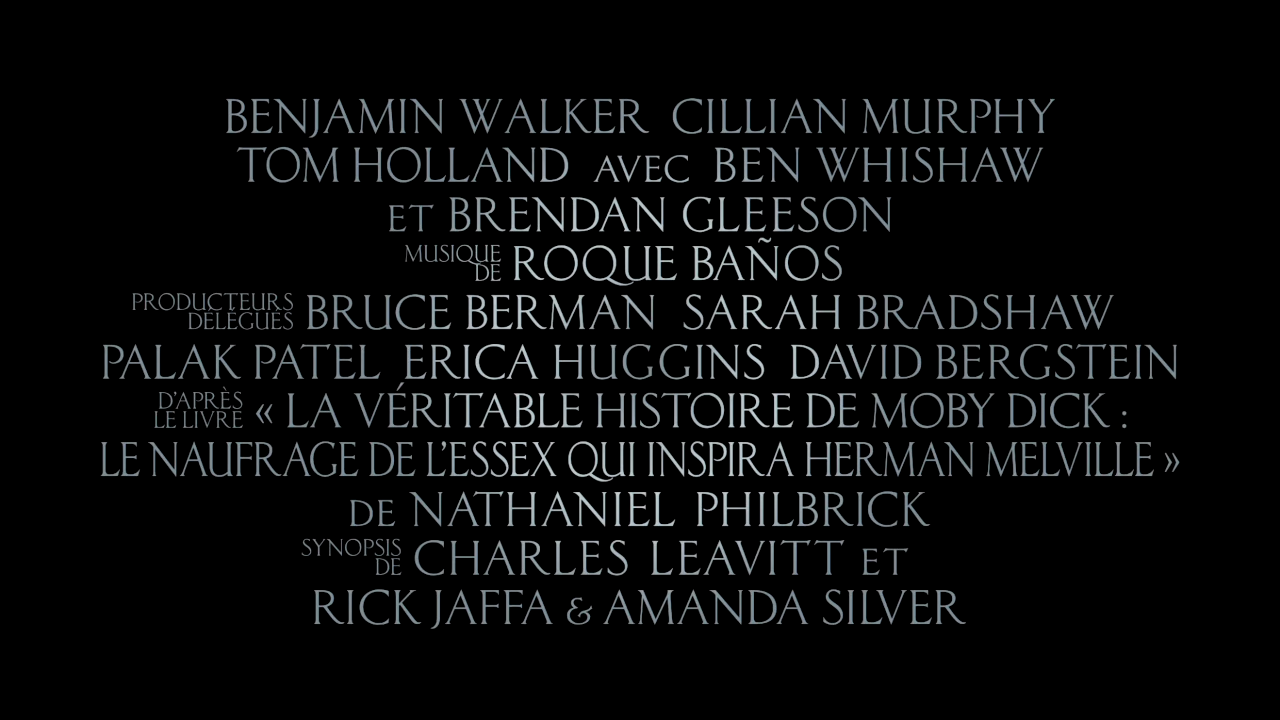 BENJAMIN WALKER CILLIAN MURPHY
TOM HOLLAND AVEC BEN WHISHAW
ET BRENDAN GLEESON
MUSIQUE DE ROQUE BAÑOS
PRODUCTEURS DÉLÉGUÉS BRUCE BERMAN SARAH BRADSHAW
PALAK PATEL ERICA HUGGINS DAVID BERGSTEIN
D'APRÈS LE LIVRE « LA VÉRITABLE HISTOIRE DE MOBY DICK :
LE NAUFRAGE DE L'ESSEX QUI INSPIRA HERMAN MELVILLE »
DE NATHANIEL PHILBRICK
SYNOPSIS DE CHARLES LEAVITT ET
RICK JAFFA & AMANDA SILVER